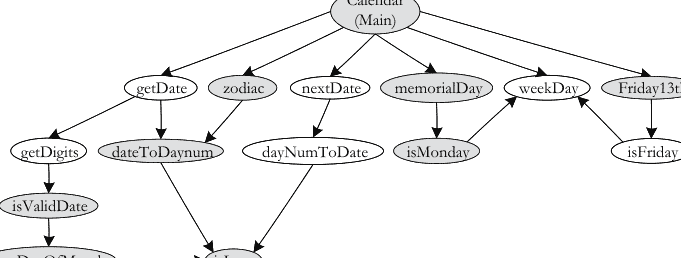 Calendar
(Main)
getDate
zodiac
nextDate
memorialDay
weekDay
getDigits
dateToDaynum
dayNumToDate
isMonday
isFriday
isValidDate